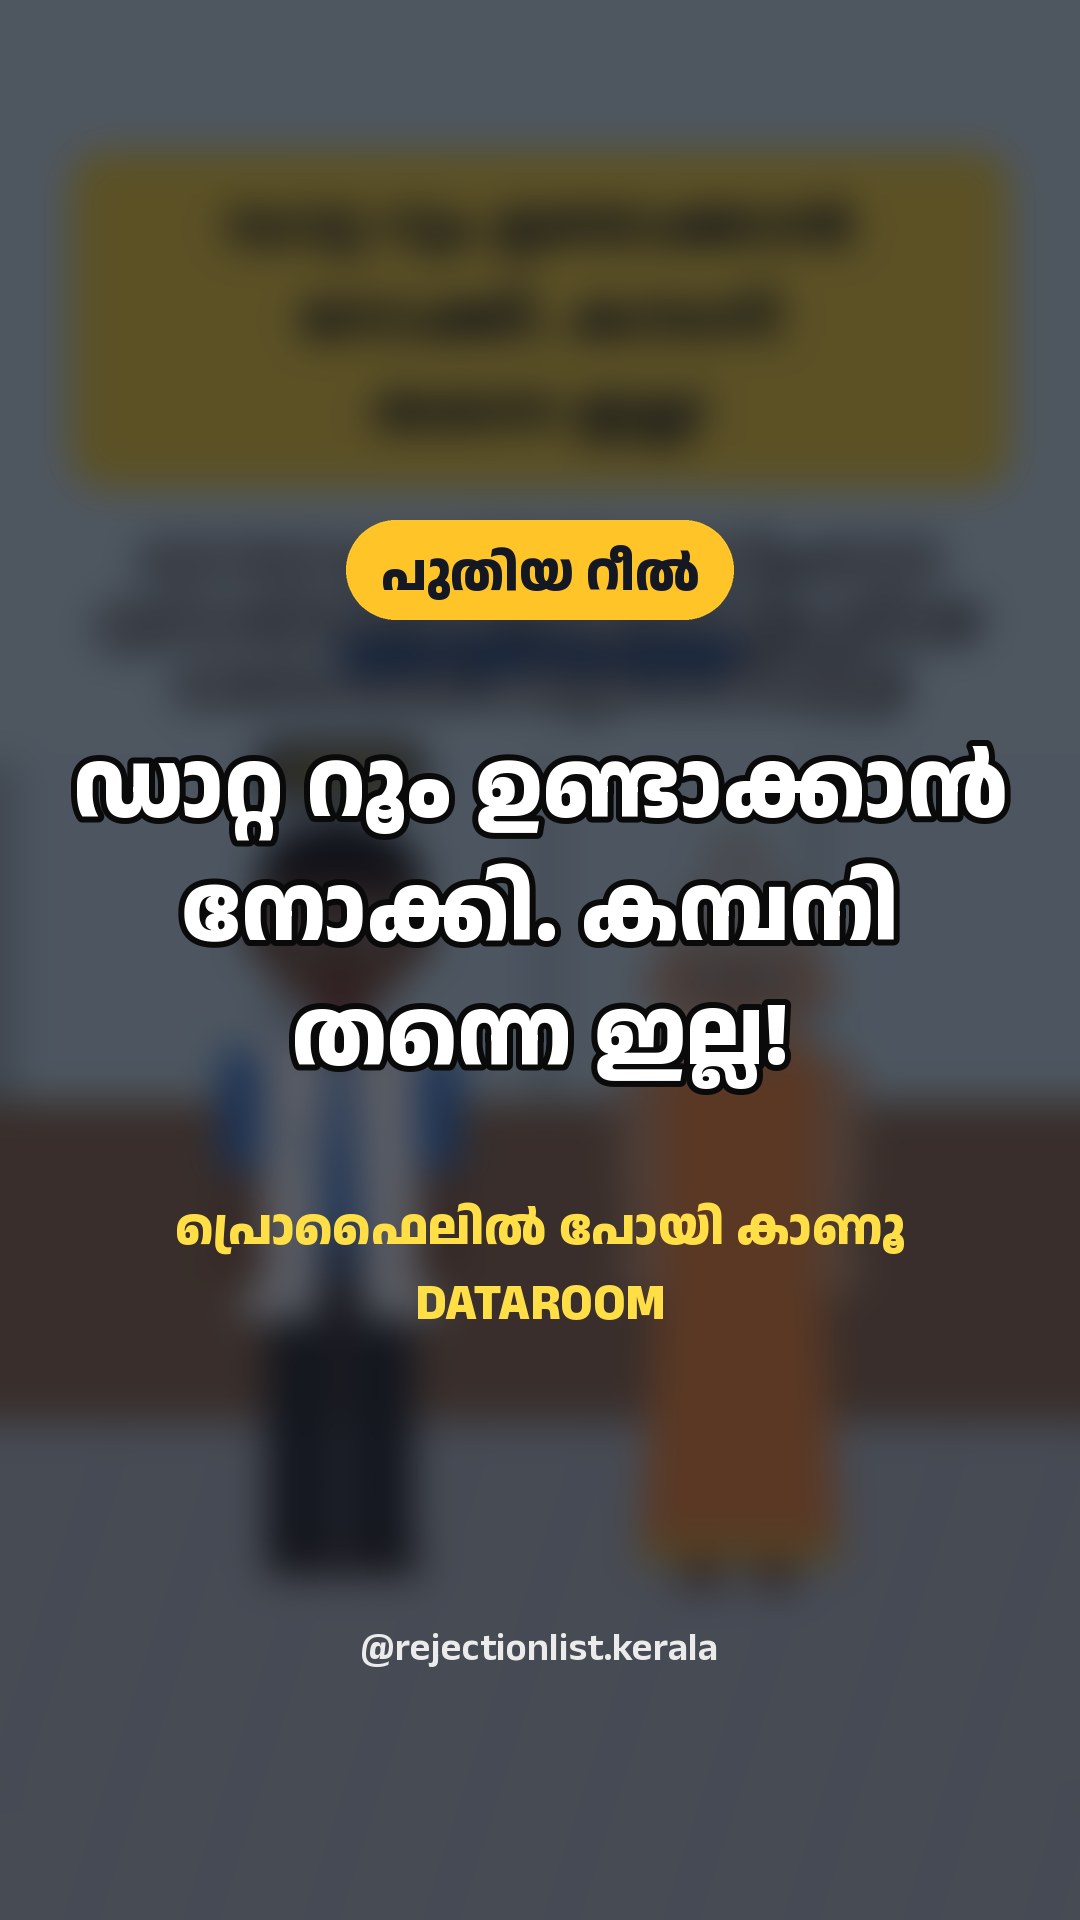 പുതിയ റീൽ
ഡാറ്റ റൂം ഉണ്ടാക്കാൻ
നോക്കി. കമ്പനി
തന്നെ ഇല്ല!
പ്രൊഫൈലിൽ പോയി കാണൂ
DATAROOM
@rejectionlist.kerala